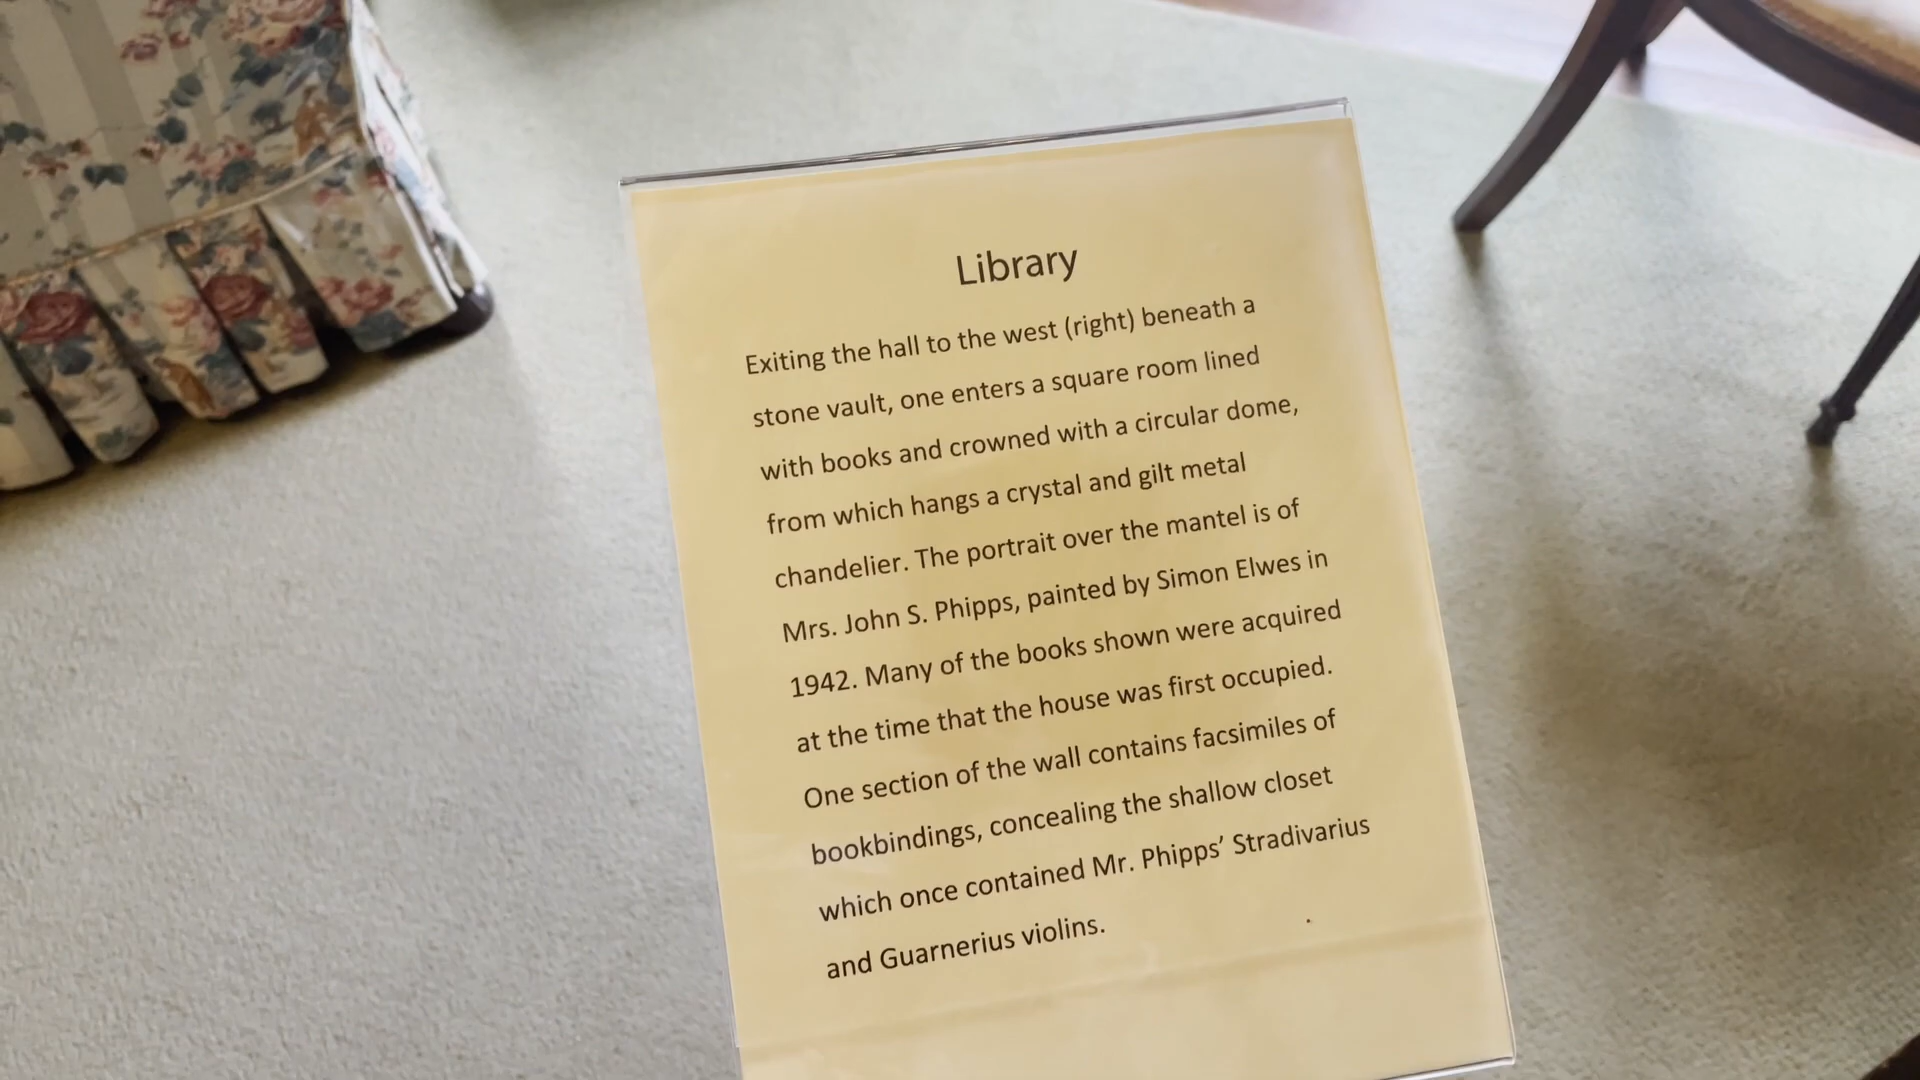 Library
Exiting the hall to the west (right) beneath a
stone vault, one enters a square room lined
with books and crowned with a circular dome,
from which hangs a crystal and gilt metal
chandelier. The portrait over the mantel is of
Mrs. John S. Phipps, painted by Simon Elwes in
1942. Many of the books shown were acquired
at the time that the house was first occupied.
One section of the wall contains facsimiles of
bookbindings, concealing the shallow closet
which once contained Mr. Phipps’ Stradivarius
and Guarnerius violins.